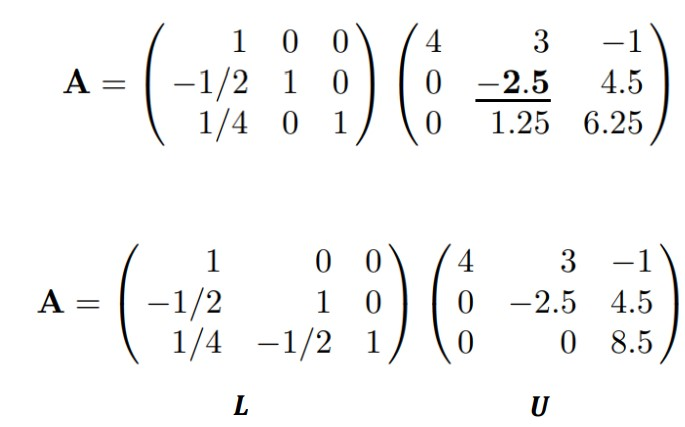 A = ( 1 0 0 ) ( 4 3 −1 )
( −1/2 1 0 ) ( 0 −2.5 4.5 )
( 1/4 0 1 ) ( 0 1.25 6.25 )
A = ( 1 0 0 ) ( 4 3 −1 )
( −1/2 1 0 ) ( 0 −2.5 4.5 )
( 1/4 −1/2 1 ) ( 0 0 8.5 )
L U